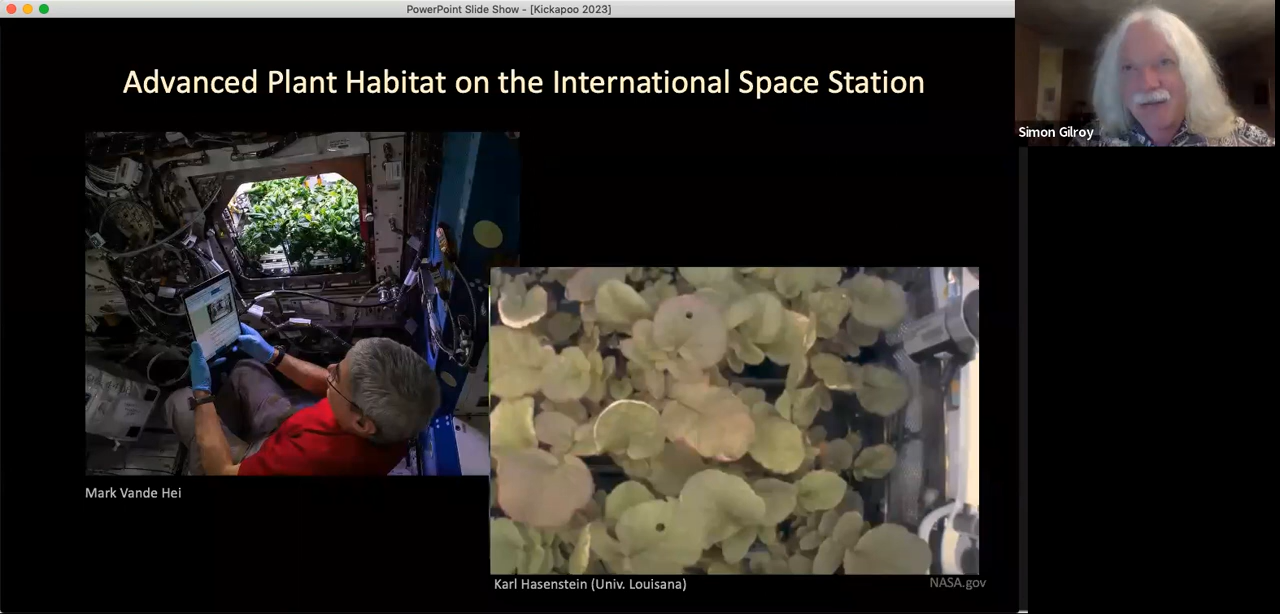 PowerPoint Slide Show - [Kickapoo 2023]
Advanced Plant Habitat on the International Space Station
Simon Gilroy
Mark Vande Hei
Karl Hasenstein (Univ. Louisana)
NASA.gov